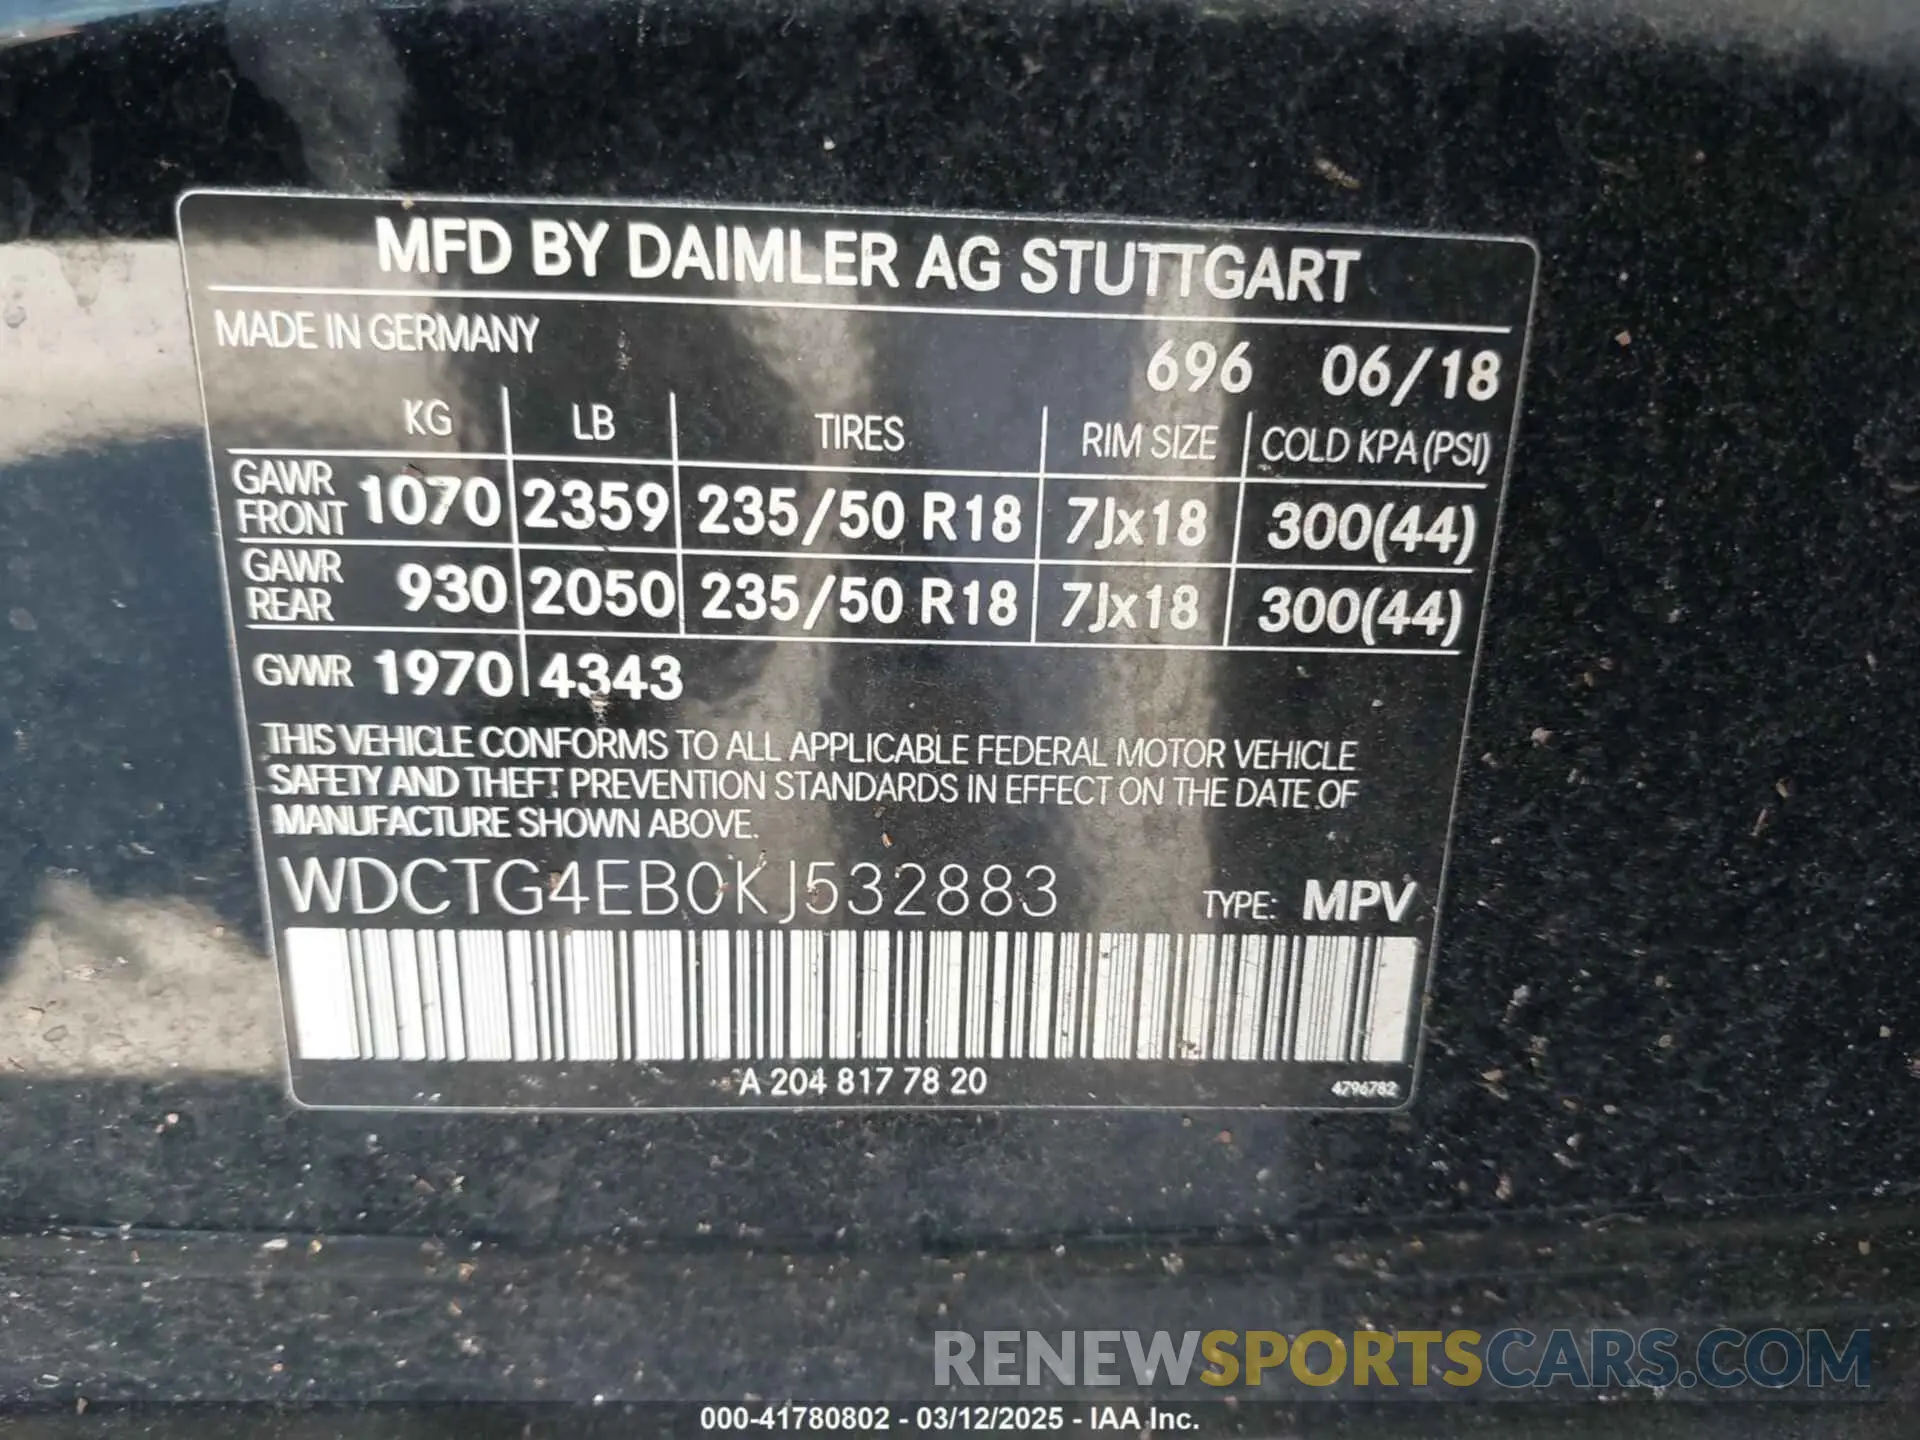 MFD BY DAIMLER AG STUTTGART
MADE IN GERMANY
696 06/18
KG LB TIRES RIM SIZE COLD KPA (PSI)
GAWR FRONT 1070 2359 235/50 R18 7Jx18 300(44)
GAWR REAR 930 2050 235/50 R18 7Jx18 300(44)
GVWR 1970 4343
THIS VEHICLE CONFORMS TO ALL APPLICABLE FEDERAL MOTOR VEHICLE
SAFETY AND THEFT PREVENTION STANDARDS IN EFFECT ON THE DATE OF
MANUFACTURE SHOWN ABOVE.
WDCTG4EB0KJ532883 TYPE: MPV
A 204 817 78 20 4796782
RENEWSPORTSCARS.COM
000-41780802 - 03/12/2025 - IAA Inc.